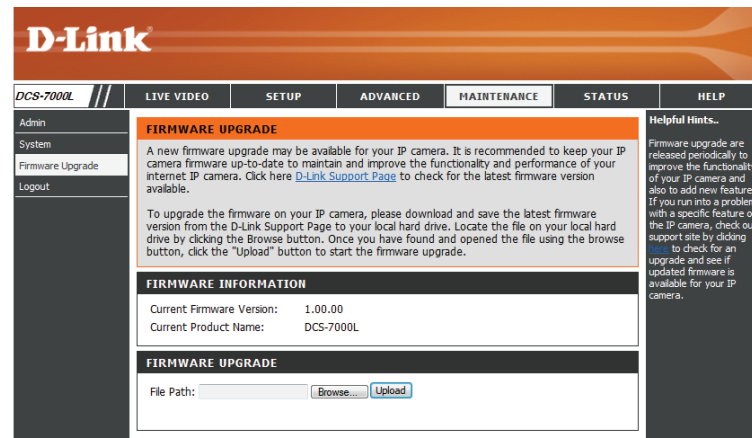 D-Link
DCS-7000L
LIVE VIDEO
SETUP
ADVANCED
MAINTENANCE
STATUS
HELP
Admin
System
Firmware Upgrade
Logout
FIRMWARE UPGRADE
A new firmware upgrade may be available for your IP camera. It is recommended to keep your IP
camera firmware up-to-date to maintain and improve the functionality and performance of your
internet IP camera. Click here D-Link Support Page to check for the latest firmware version
available.
To upgrade the firmware on your IP camera, please download and save the latest firmware
version from the D-Link Support Page to your local hard drive. Locate the file on your local hard
drive by clicking the Browse button. Once you have found and opened the file using the browse
button, click the "Upload" button to start the firmware upgrade.
FIRMWARE INFORMATION
Current Firmware Version: 1.00.00
Current Product Name: DCS-7000L
FIRMWARE UPGRADE
File Path: Browse... Upload
Helpful Hints..
Firmware upgrade are
released periodically to
improve the functionalit
of your IP camera and
also to add new feature
If you run into a problem
with a specific feature o
the IP camera, check ou
support site by clicking
here to check for an
upgrade and see if
updated firmware is
available for your IP
camera.